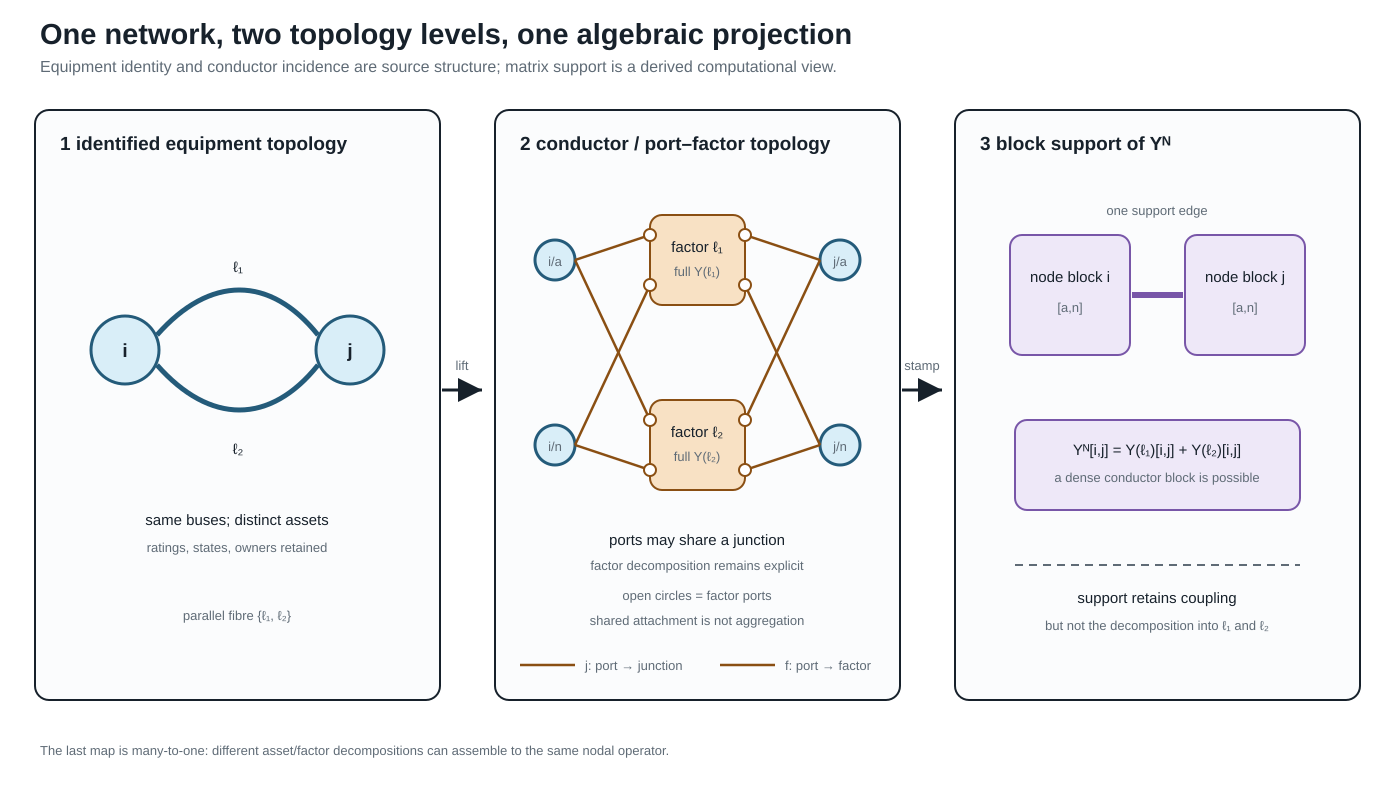 One network, two topology levels, one algebraic projection
Equipment identity and conductor incidence are source structure; matrix support is a derived computational view.
1 identified equipment topology
ℓ₁
i
j
ℓ₂
same buses; distinct assets
ratings, states, owners retained
parallel fibre {ℓ₁, ℓ₂}
lift
2 conductor / port–factor topology
factor ℓ₁
full Y(ℓ₁)
i/a
j/a
factor ℓ₂
full Y(ℓ₂)
i/n
j/n
ports may share a junction
factor decomposition remains explicit
open circles = factor ports
shared attachment is not aggregation
j: port → junction
f: port → factor
stamp
3 block support of Yᴺ
one support edge
node block i
[a,n]
node block j
[a,n]
Yᴺ[i,j] = Y(ℓ₁)[i,j] + Y(ℓ₂)[i,j]
a dense conductor block is possible
support retains coupling
but not the decomposition into ℓ₁ and ℓ₂
The last map is many-to-one: different asset/factor decompositions can assemble to the same nodal operator.